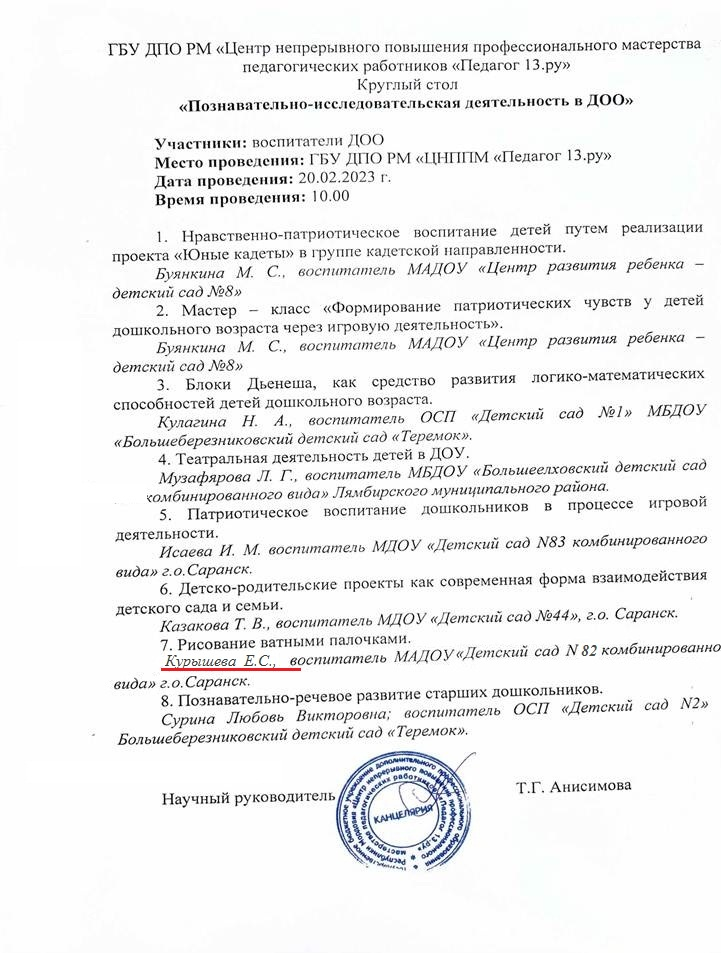 ГБУ ДПО РМ «Центр непрерывного повышения профессионального мастерства
педагогических работников «Педагог 13.ру»
Круглый стол
«Познавательно-исследовательская деятельность в ДОО»
Участники: воспитатели ДОО
Место проведения: ГБУ ДПО РМ «ЦНППМ «Педагог 13.ру»
Дата проведения: 20.02.2023 г.
Время проведения: 10.00
1. Нравственно-патриотическое воспитание детей путем реализации
проекта «Юные кадеты» в группе кадетской направленности.
Буянкина М. С., воспитатель МАДОУ «Центр развития ребенка –
детский сад №8»
2. Мастер – класс «Формирование патриотических чувств у детей
дошкольного возраста через игровую деятельность».
Буянкина М. С., воспитатель МАДОУ «Центр развития ребенка –
детский сад №8»
3. Блоки Дьенеша, как средство развития логико-математических
способностей детей дошкольного возраста.
Кулагина Н. А., воспитатель ОСП «Детский сад №1» МБДОУ
«Большеберезниковский детский сад «Теремок».
4. Театральная деятельность детей в ДОУ.
Музафярова Л. Г., воспитатель МБДОУ «Большеелховский детский сад
комбинированного вида» Лямбирского муниципального района.
5. Патриотическое воспитание дошкольников в процессе игровой
деятельности.
Исаева И. М. воспитатель МДОУ «Детский сад N83 комбинированного
вида» г.о.Саранск.
6. Детско-родительские проекты как современная форма взаимодействия
детского сада и семьи.
Казакова Т. В., воспитатель МДОУ «Детский сад №44», г.о. Саранск.
7. Рисование ватными палочками.
Курышева Е.С., воспитатель МАДОУ «Детский сад N 82 комбинированно
вида» г.о.Саранск.
8. Познавательно-речевое развитие старших дошкольников.
Сурина Любовь Викторовна; воспитатель ОСП «Детский сад N2»
Большеберезниковский детский сад «Теремок».
Научный руководитель
Т.Г. Анисимова
КАНЦЕЛЯРИЯ